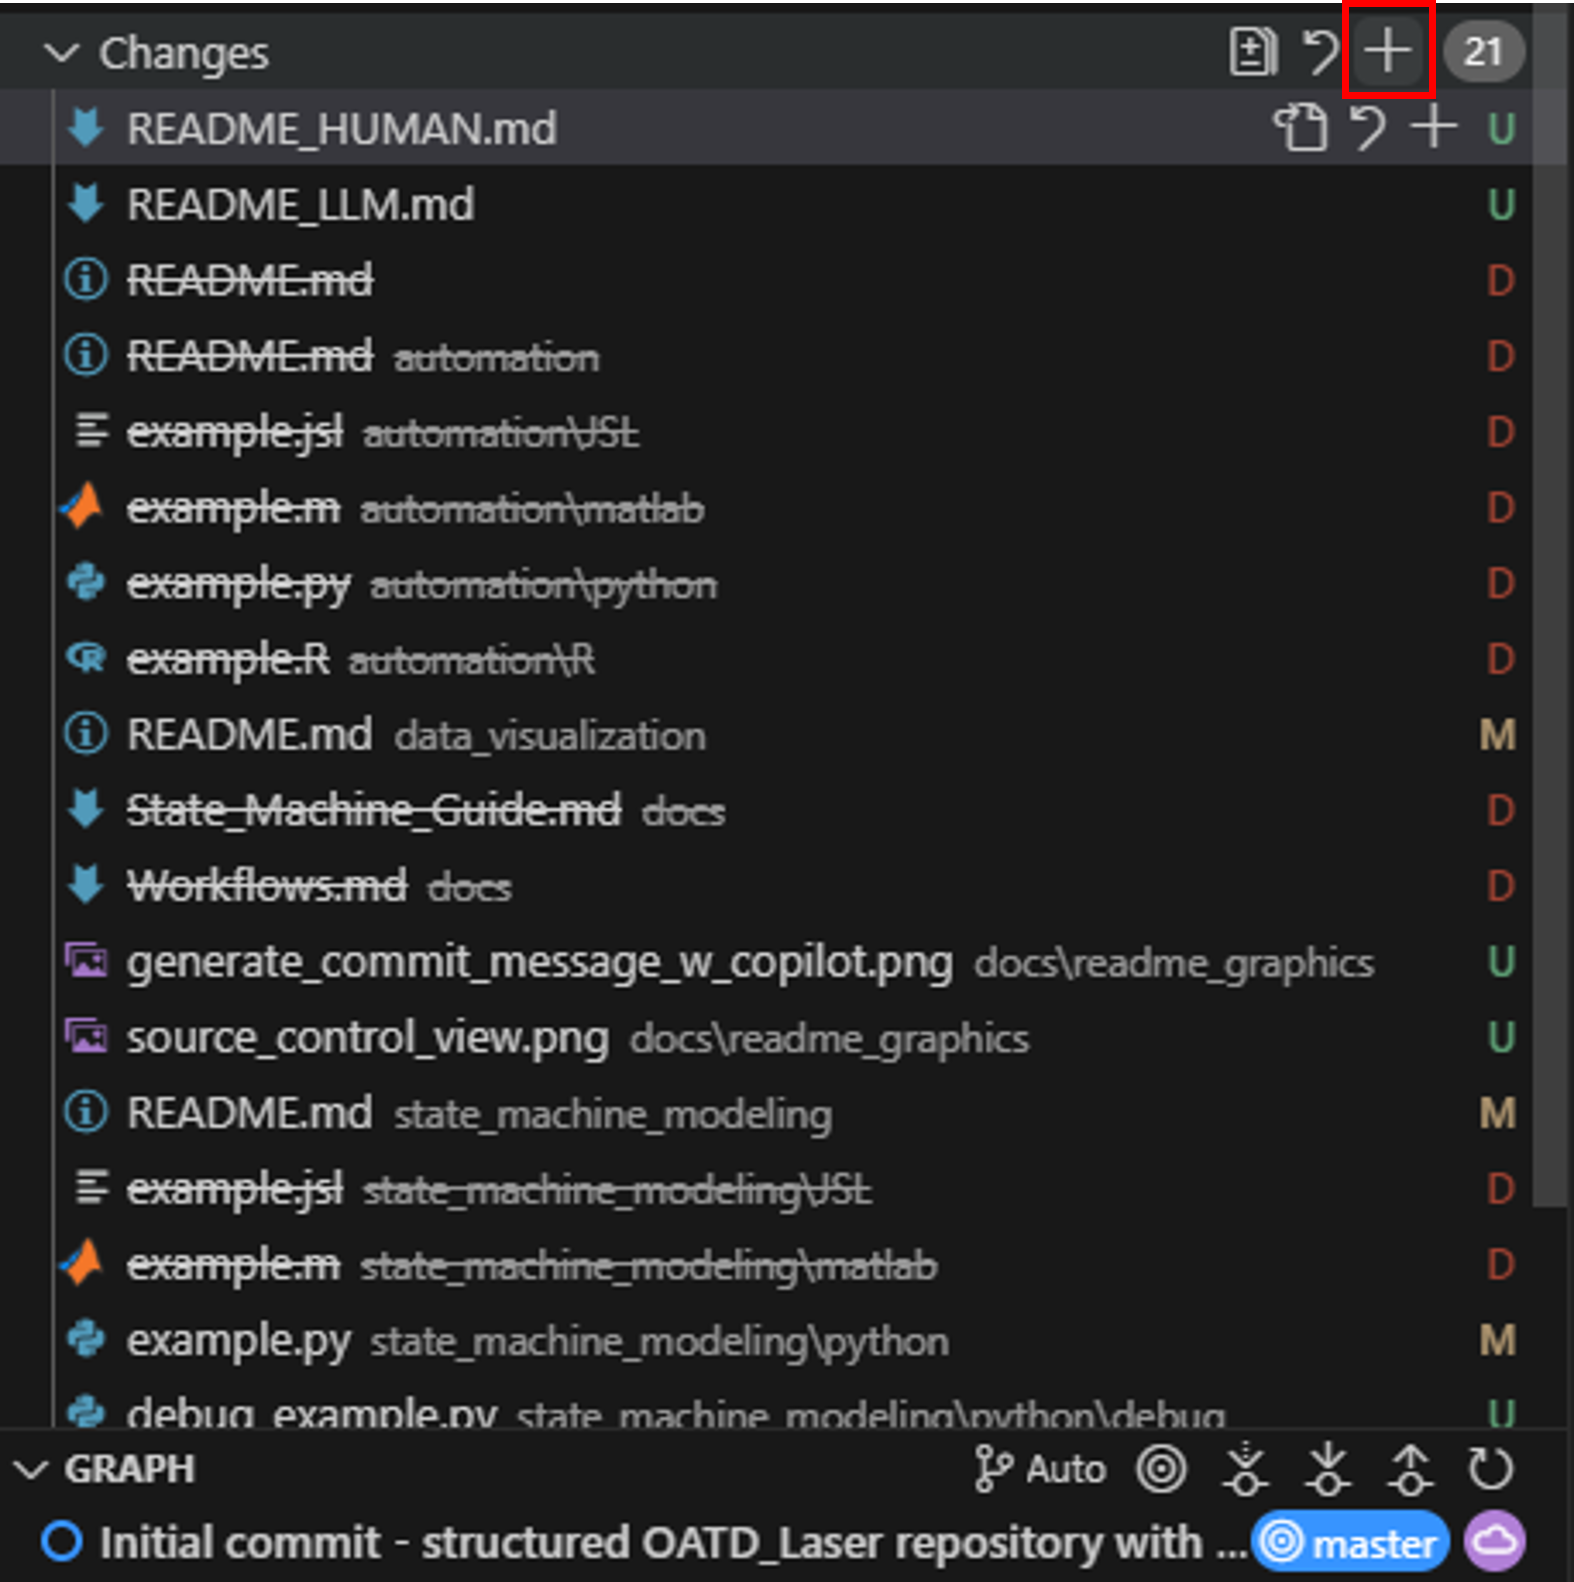 Changes 21
README_HUMAN.md U
README_LLM.md U
README.md D
README.md automation D
example.jsl automation\JSL D
example.m automation\matlab D
example.py automation\python D
example.R automation\R D
README.md data_visualization M
State_Machine_Guide.md docs D
Workflows.md docs D
generate_commit_message_w_copilot.png docs\readme_graphics U
source_control_view.png docs\readme_graphics U
README.md state_machine_modeling M
example.jsl state_machine_modeling\JSL D
example.m state_machine_modeling\matlab D
example.py state_machine_modeling\python M
debug_example.py state_machine_modeling\python\debug U
GRAPH Auto
Initial commit - structured OATD_Laser repository with ... master